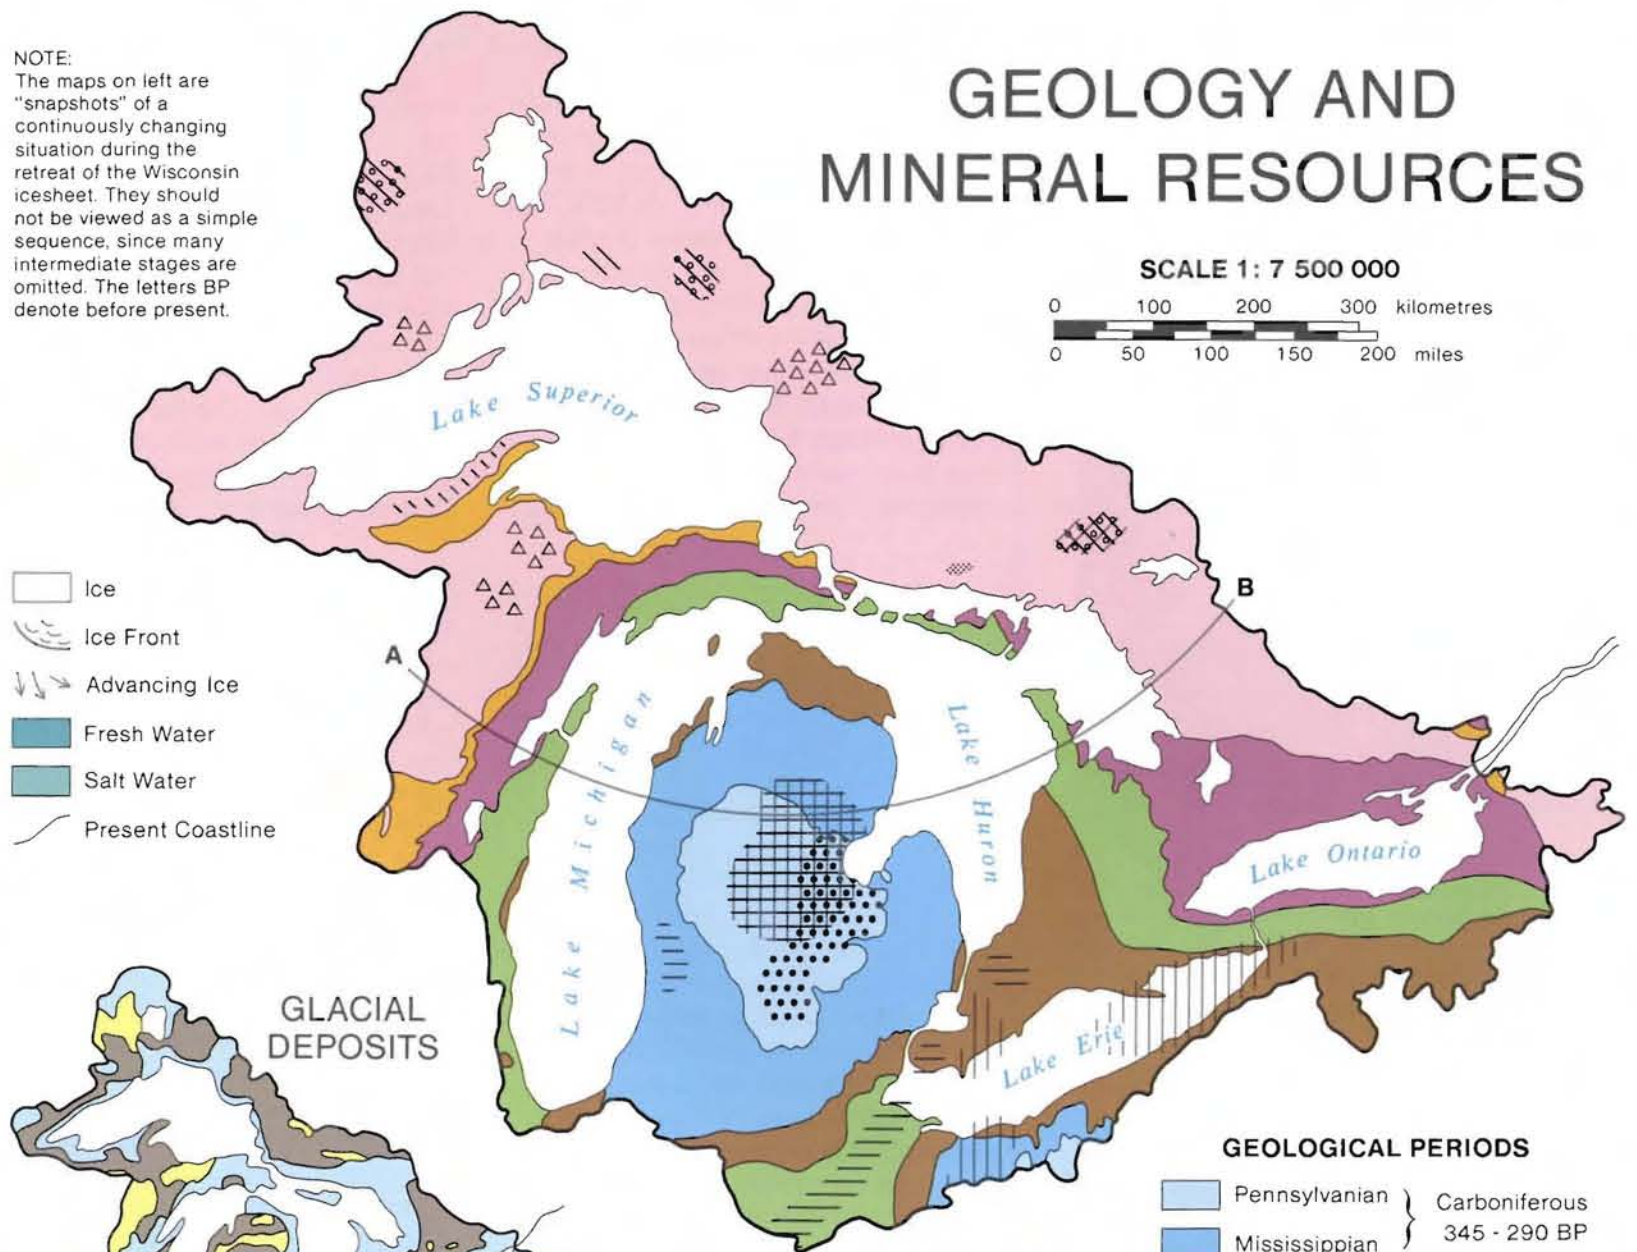 NOTE:
The maps on left are
"snapshots" of a
continuously changing
situation during the
retreat of the Wisconsin
icesheet. They should
not be viewed as a simple
sequence, since many
intermediate stages are
omitted. The letters BP
denote before present.
GEOLOGY AND
MINERAL RESOURCES
SCALE 1: 7 500 000
0 100 200 300 kilometres
0 50 100 150 200 miles
Lake Superior
Ice
Ice Front
Advancing Ice
Fresh Water
Salt Water
Present Coastline
A
B
Lake Michigan
Lake Huron
Lake Ontario
Lake Erie
GLACIAL
DEPOSITS
GEOLOGICAL PERIODS
Pennsylvanian
Mississippian
Carboniferous
345 - 290 BP